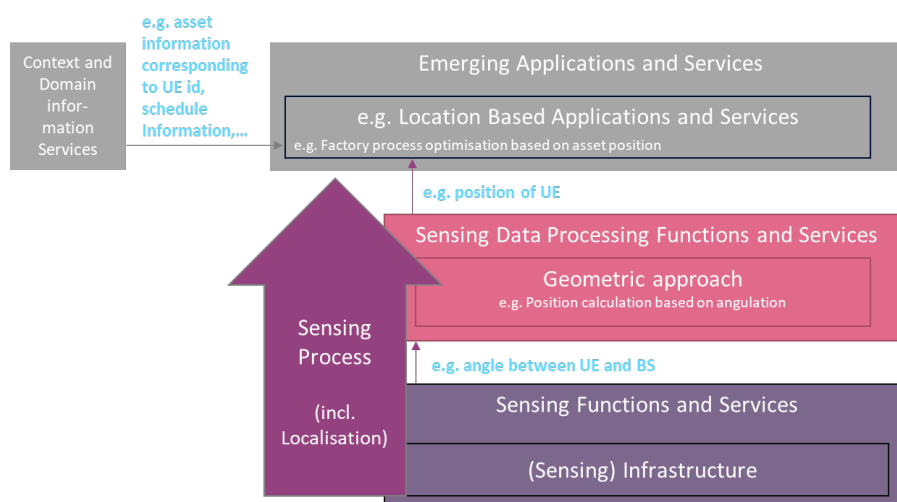 e.g. asset
information
corresponding
to UE id,
schedule
Information,...
Context and
Domain
infor-
mation
Services
Emerging Applications and Services
e.g. Location Based Applications and Services
e.g. Factory process optimisation based on asset position
e.g. position of UE
Sensing Data Processing Functions and Services
Geometric approach
e.g. Position calculation based on angulation
Sensing
Process
(incl.
Localisation)
e.g. angle between UE and BS
Sensing Functions and Services
(Sensing) Infrastructure